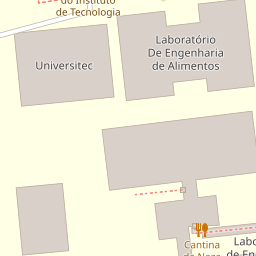 do Instituto
de Tecnologia
Universitec
Laboratório
De Engenharia
de Alimentos
Cantina